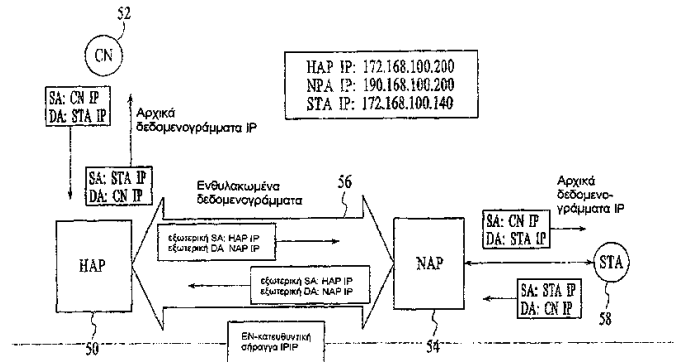 52
CN
SA: CN IP
DA: STA IP
Αρχικά
δεδομενογράμματα IP
SA: STA IP
DA: CN IP
HAP IP: 172.168.100.200
NPA IP: 190.168.100.200
STA IP: 172.168.100.140
Ενθυλακωμένα
δεδομενογράμματα
56
HAP
50
εξωτερική SA: HAP IP
εξωτερική DA: NAP IP
εξωτερική SA: HAP IP
εξωτερική DA: NAP IP
EN-κατευθυντική
σήραγγα IPIP
NAP
54
Αρχικά
δεδομενο-
γράμματα IP
SA: CN IP
DA: STA IP
STA
58
SA: STA IP
DA: CN IP